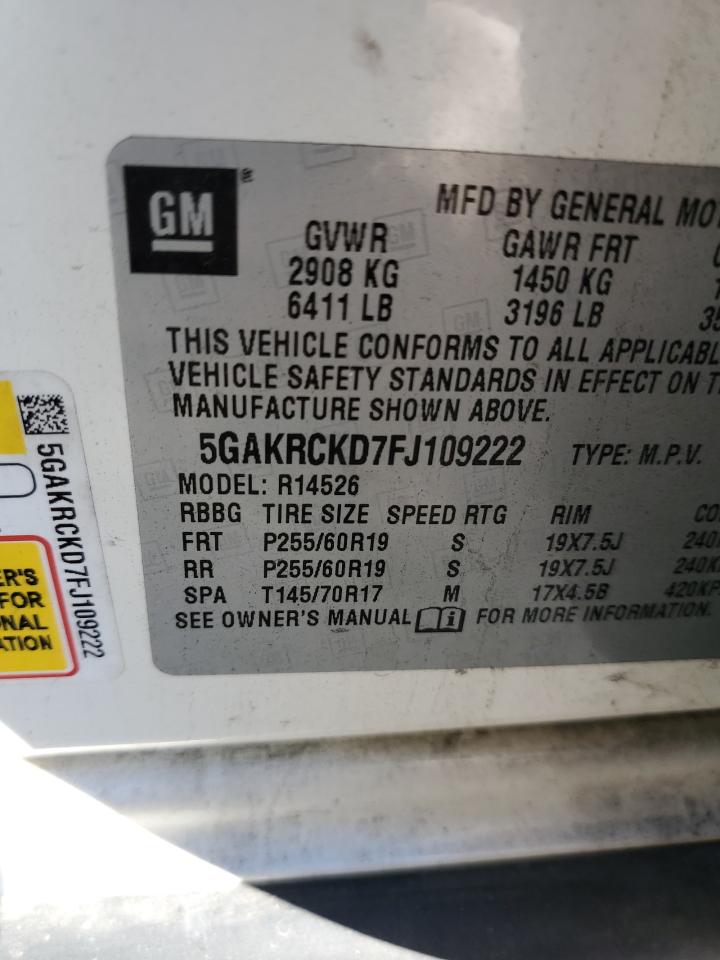 GM
MFD BY GENERAL
GVWR GAWR FRT
2908 KG 1450 KG
6411 LB 3196 LB
THIS VEHICLE CONFORMS TO ALL
VEHICLE SAFETY STANDARDS IN EFFECT ON
MANUFACTURE SHOWN ABOVE.
5GAKRCKD7FJ109222 TYPE: M.P.V.
MODEL: R14526
RBBG TIRE SIZE SPEED RTG RIM
FRT P255/60R19 S 19X7.5J
RR P255/60R19 S 19X7.5J
SPA T145/70R17 M 17X4.5B
SEE OWNER'S MANUAL FOR MORE INFORMATION.
5GAKRCKD7FJ109222
ER'S
FOR
NAL
ATION